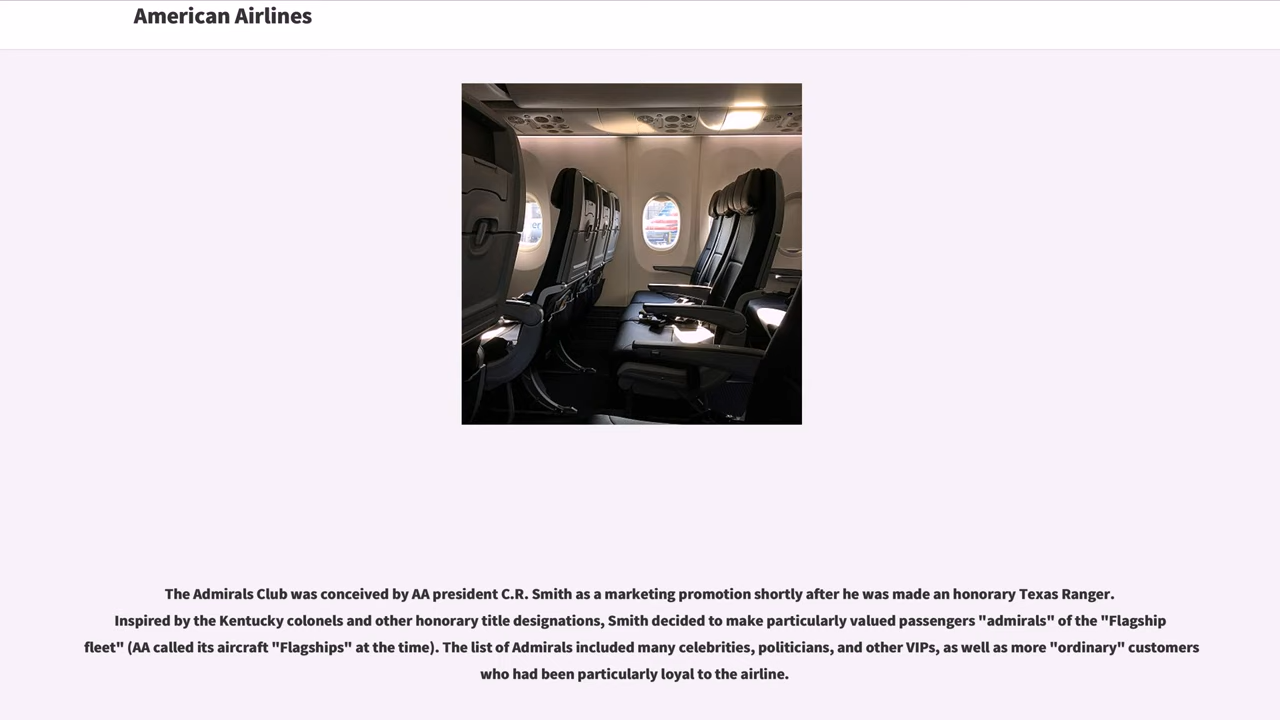 American Airlines
The Admirals Club was conceived by AA president C.R. Smith as a marketing promotion shortly after he was made an honorary Texas Ranger.
Inspired by the Kentucky colonels and other honorary title designations, Smith decided to make particularly valued passengers "admirals" of the "Flagship
fleet" (AA called its aircraft "Flagships" at the time). The list of Admirals included many celebrities, politicians, and other VIPs, as well as more "ordinary" customers
who had been particularly loyal to the airline.